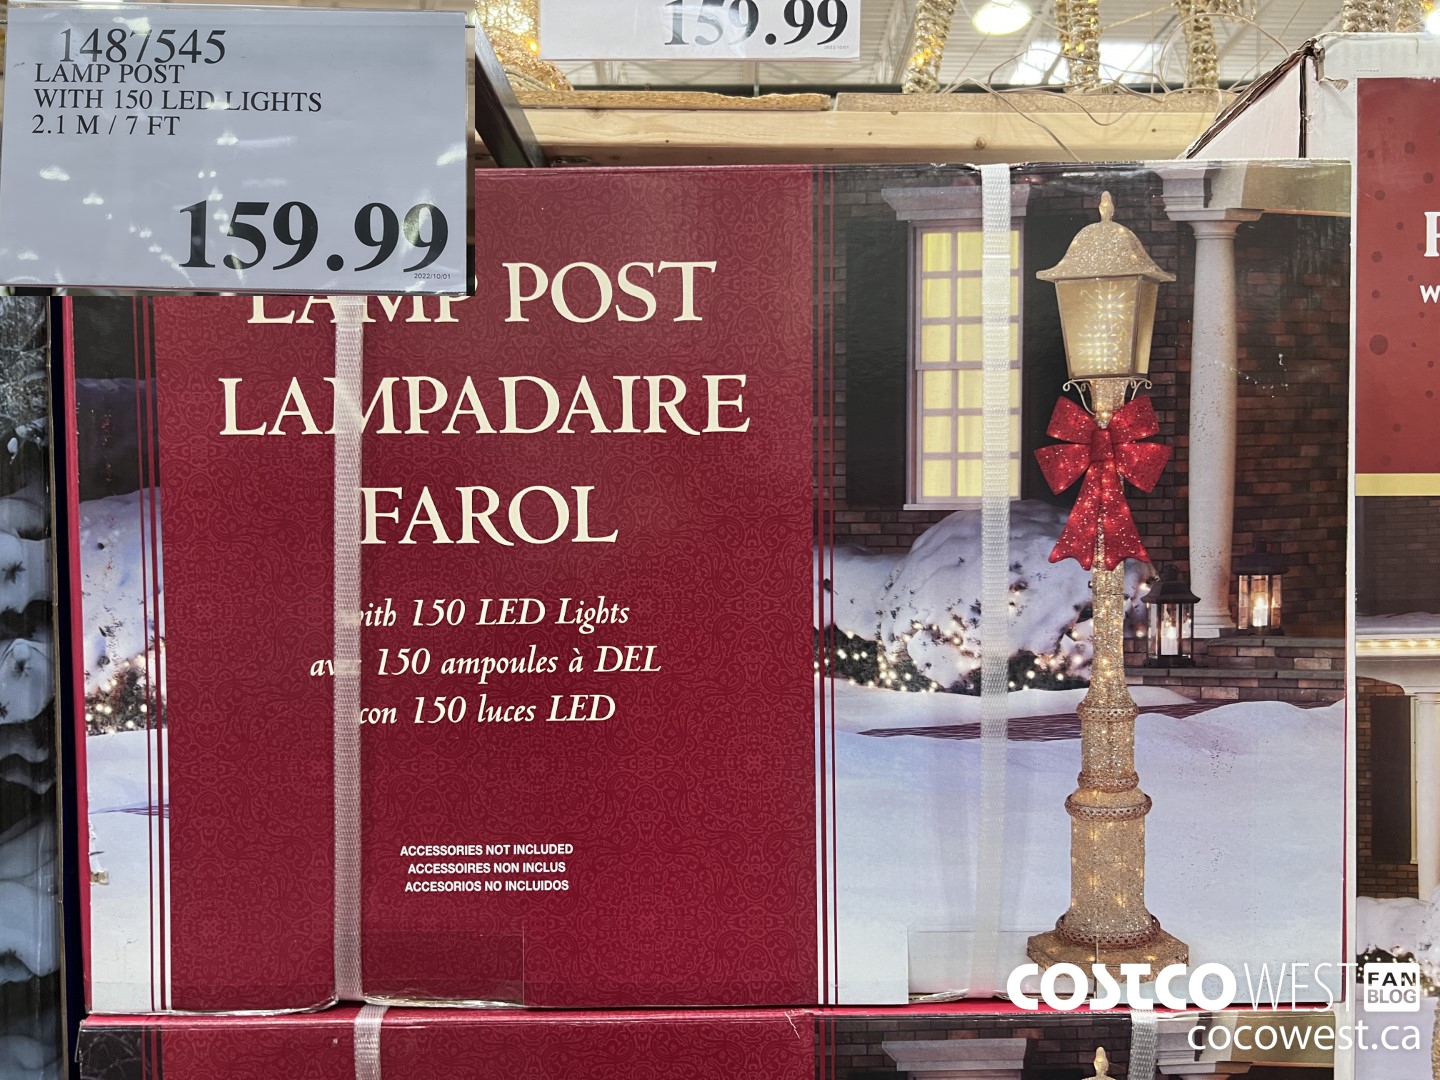 1487545
LAMP POST
WITH 150 LED LIGHTS
2.1 M / 7 FT
159.99
2022/10/01
159.99
LAMP POST
LAMPADAIRE
FAROL
with 150 LED Lights
avec 150 ampoules à DEL
con 150 luces LED
ACCESSORIES NOT INCLUDED
ACCESSOIRES NON INCLUS
ACCESORIOS NO INCLUIDOS
COSTCO WEST FAN BLOG
cocowest.ca